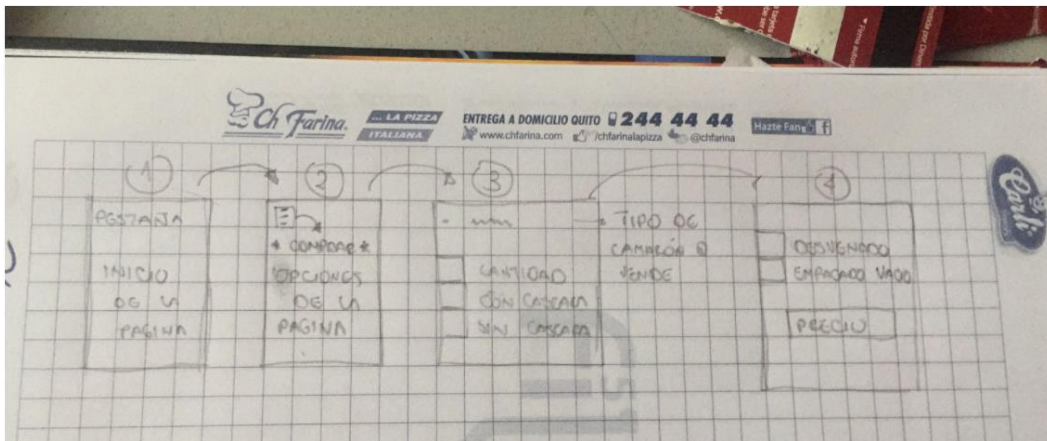 Ch Farina.
... LA PIZZA
ITALIANA
ENTREGA A DOMICILIO QUITO 244 44 44
www.chfarina.com /chfarinalapizza @chfarina
Hazte Fan
Carli
1
PESTAÑA
INICIO
DE LA
PAGINA
2
* COMPRAR *
OPCIONES
DE LA
PAGINA
3
CANTIDAD
CON CASCARA
SIN CASCARA
TIPO DE
CAMARÓN Q
VENDE
4
DESVENADO
EMPACADO VACIO
PRECIO